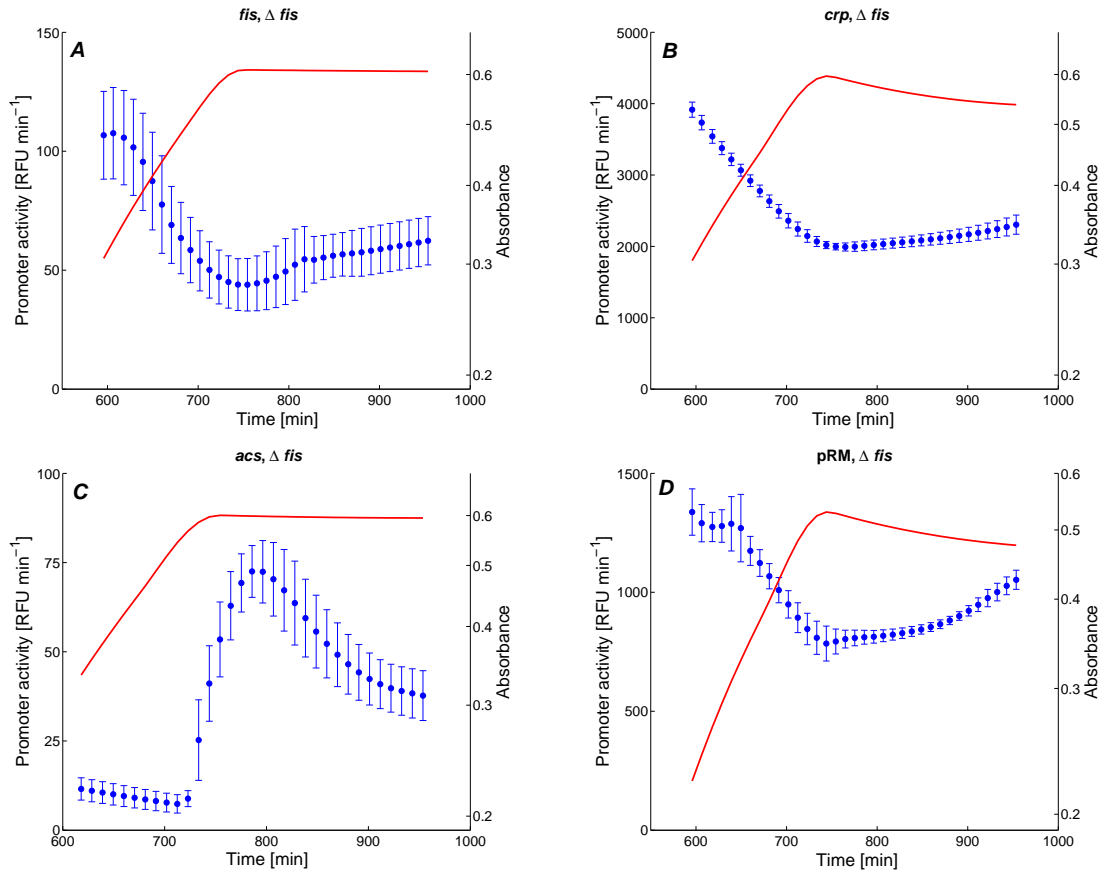 fis, Δ fis
A
150
100
50
0
Promoter activity [RFU min⁻¹]
0.6
0.5
0.4
0.3
0.2
Absorbance
600 700 800 900 1000
Time [min]
crp, Δ fis
B
5000
4000
3000
2000
1000
0
Promoter activity [RFU min⁻¹]
0.6
0.5
0.4
0.3
0.2
Absorbance
600 700 800 900 1000
Time [min]
acs, Δ fis
C
100
75
50
25
0
Promoter activity [RFU min⁻¹]
0.6
0.5
0.4
0.3
0.2
Absorbance
600 700 800 900 1000
Time [min]
pRM, Δ fis
D
1500
1000
500
0
Promoter activity [RFU min⁻¹]
0.6
0.5
0.4
0.3
0.2
Absorbance
600 700 800 900 1000
Time [min]